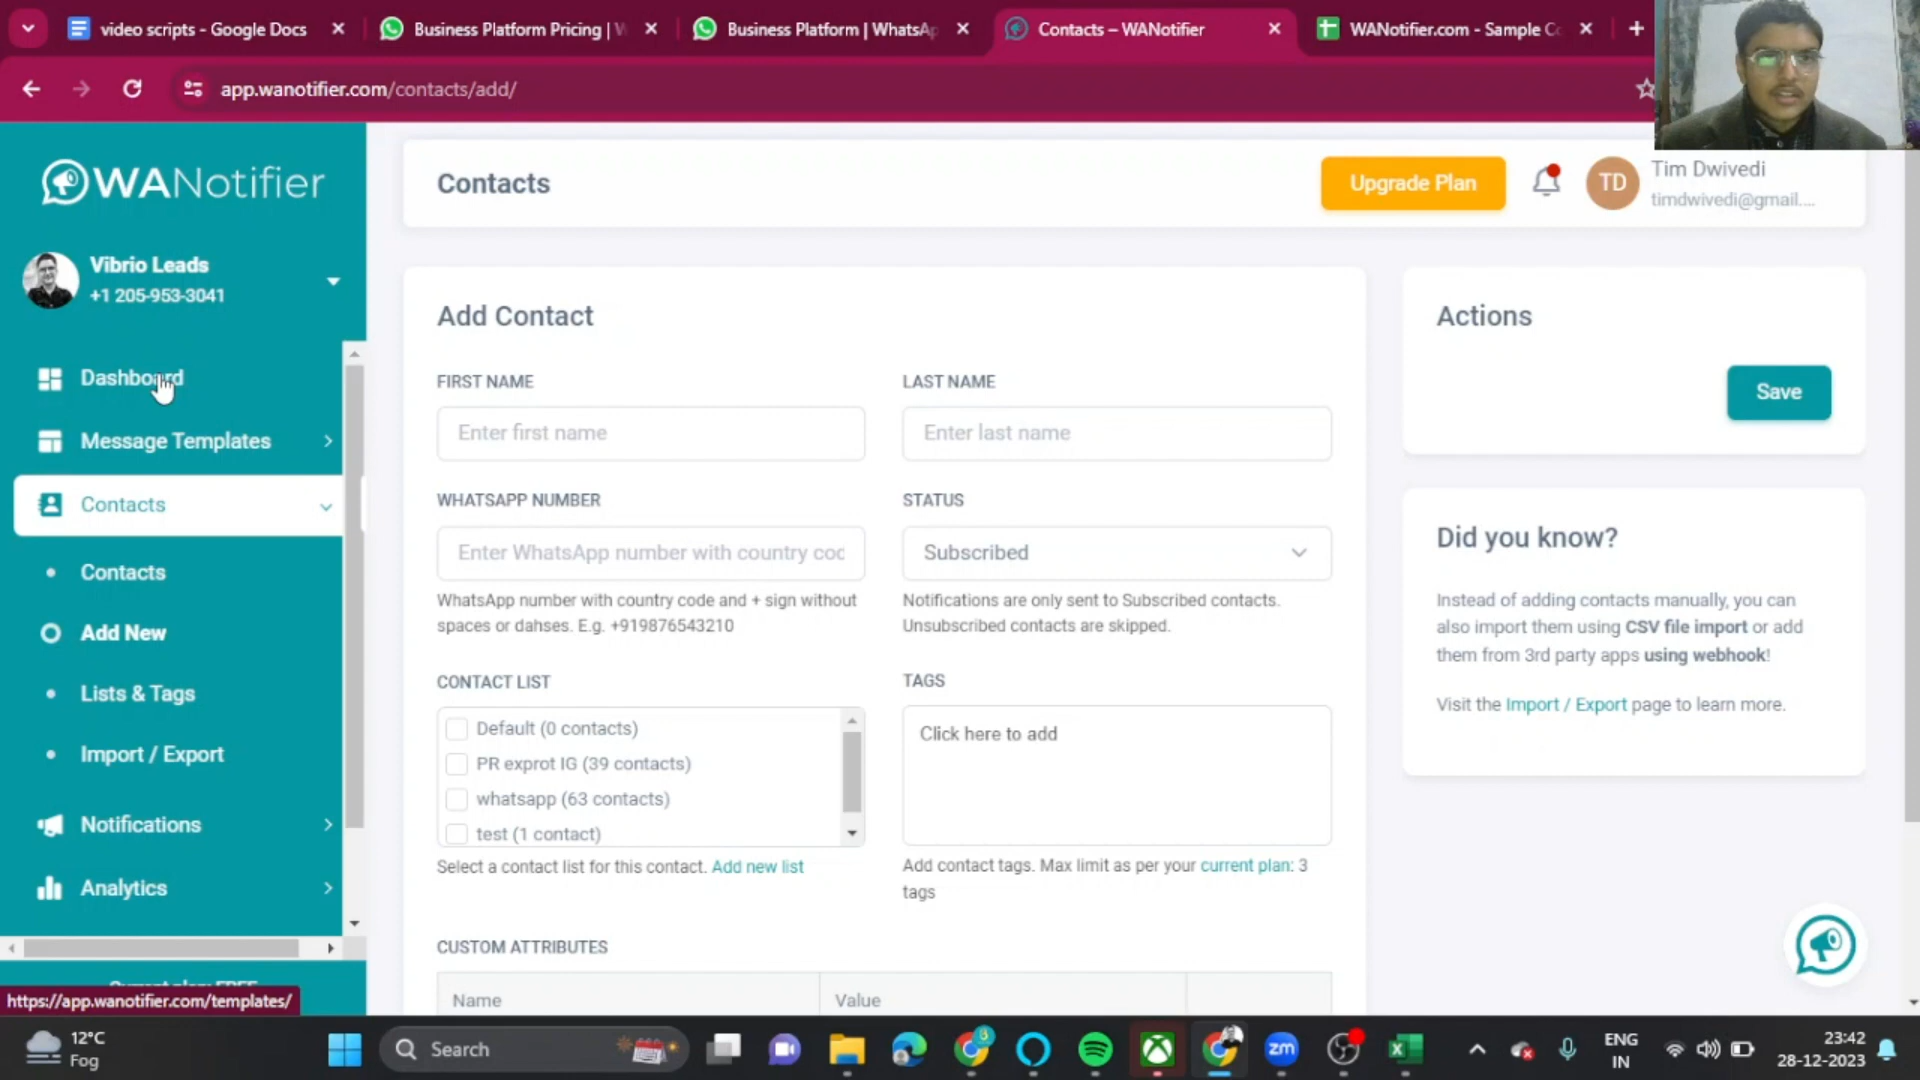 video scripts - Google Docs
Business Platform Pricing | W
Business Platform | WhatsAp
Contacts – WANotifier
WANotifier.com - Sample Co
app.wanotifier.com/contacts/add/
WANotifier
Vibrio Leads
+1 205-953-3041
Dashboard
Message Templates
Contacts
Contacts
Add New
Lists & Tags
Import / Export
Notifications
Analytics
Current plan: FREE
https://app.wanotifier.com/templates/
Contacts
Upgrade Plan
TD
Tim Dwivedi
timdwivedi@gmail....
Add Contact
FIRST NAME
LAST NAME
Enter first name
Enter last name
WHATSAPP NUMBER
STATUS
Enter WhatsApp number with country coc
Subscribed
WhatsApp number with country code and + sign without
spaces or dahses. E.g. +919876543210
Notifications are only sent to Subscribed contacts.
Unsubscribed contacts are skipped.
CONTACT LIST
TAGS
Default (0 contacts)
PR exprot IG (39 contacts)
whatsapp (63 contacts)
test (1 contact)
Click here to add
Select a contact list for this contact. Add new list
Add contact tags. Max limit as per your current plan: 3
tags
CUSTOM ATTRIBUTES
Name
Value
Actions
Save
Did you know?
Instead of adding contacts manually, you can
also import them using CSV file import or add
them from 3rd party apps using webhook!
Visit the Import / Export page to learn more.
12°C
Fog
Search
3
zm
ENG
IN
23:42
28-12-2023